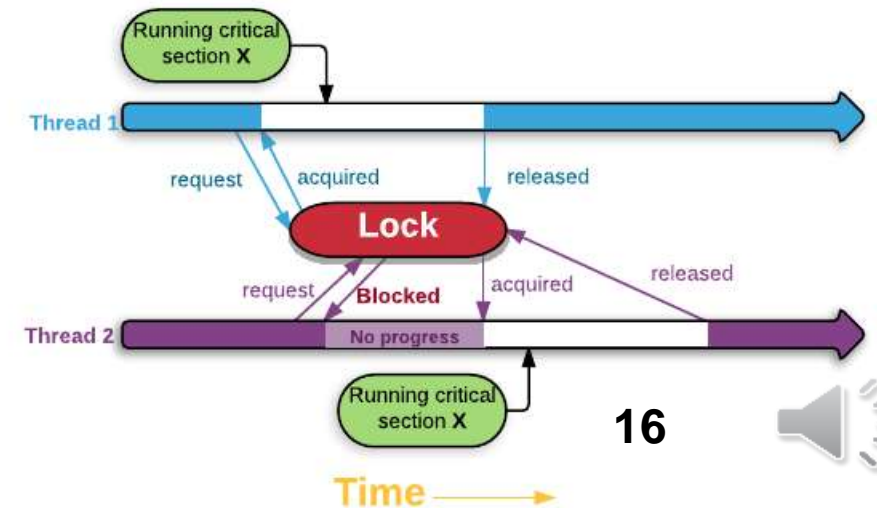 Running critical
section X
Thread 1
request
acquired
released
Lock
request
Blocked
acquired
released
Thread 2
No progress
Running critical
section X
16
Time